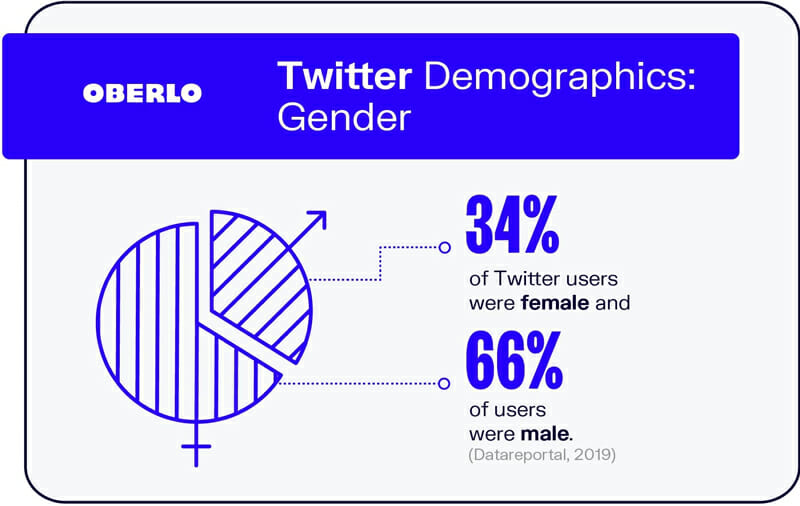 OBERLO
Twitter Demographics:
Gender
34%
of Twitter users
were female and
66%
of users
were male.
(Datareportal, 2019)